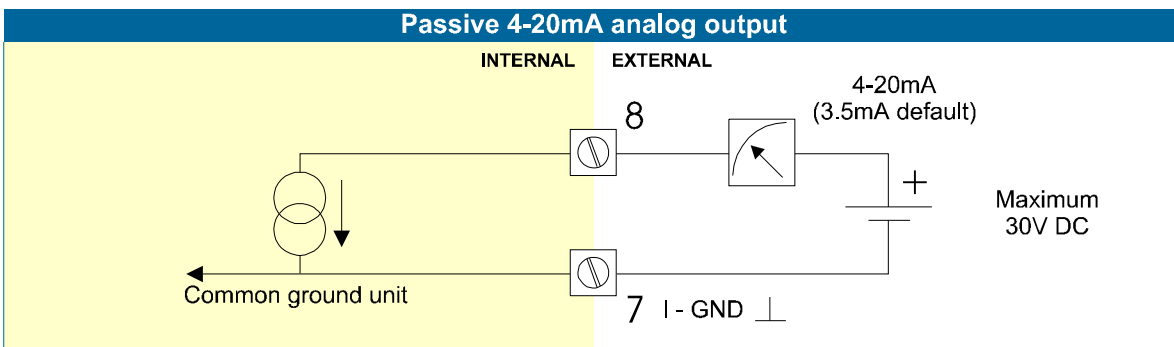 Passive 4-20mA analog output
INTERNAL EXTERNAL
4-20mA
(3.5mA default)
8
+
Maximum
30V DC
Common ground unit
7 I - GND ⊥